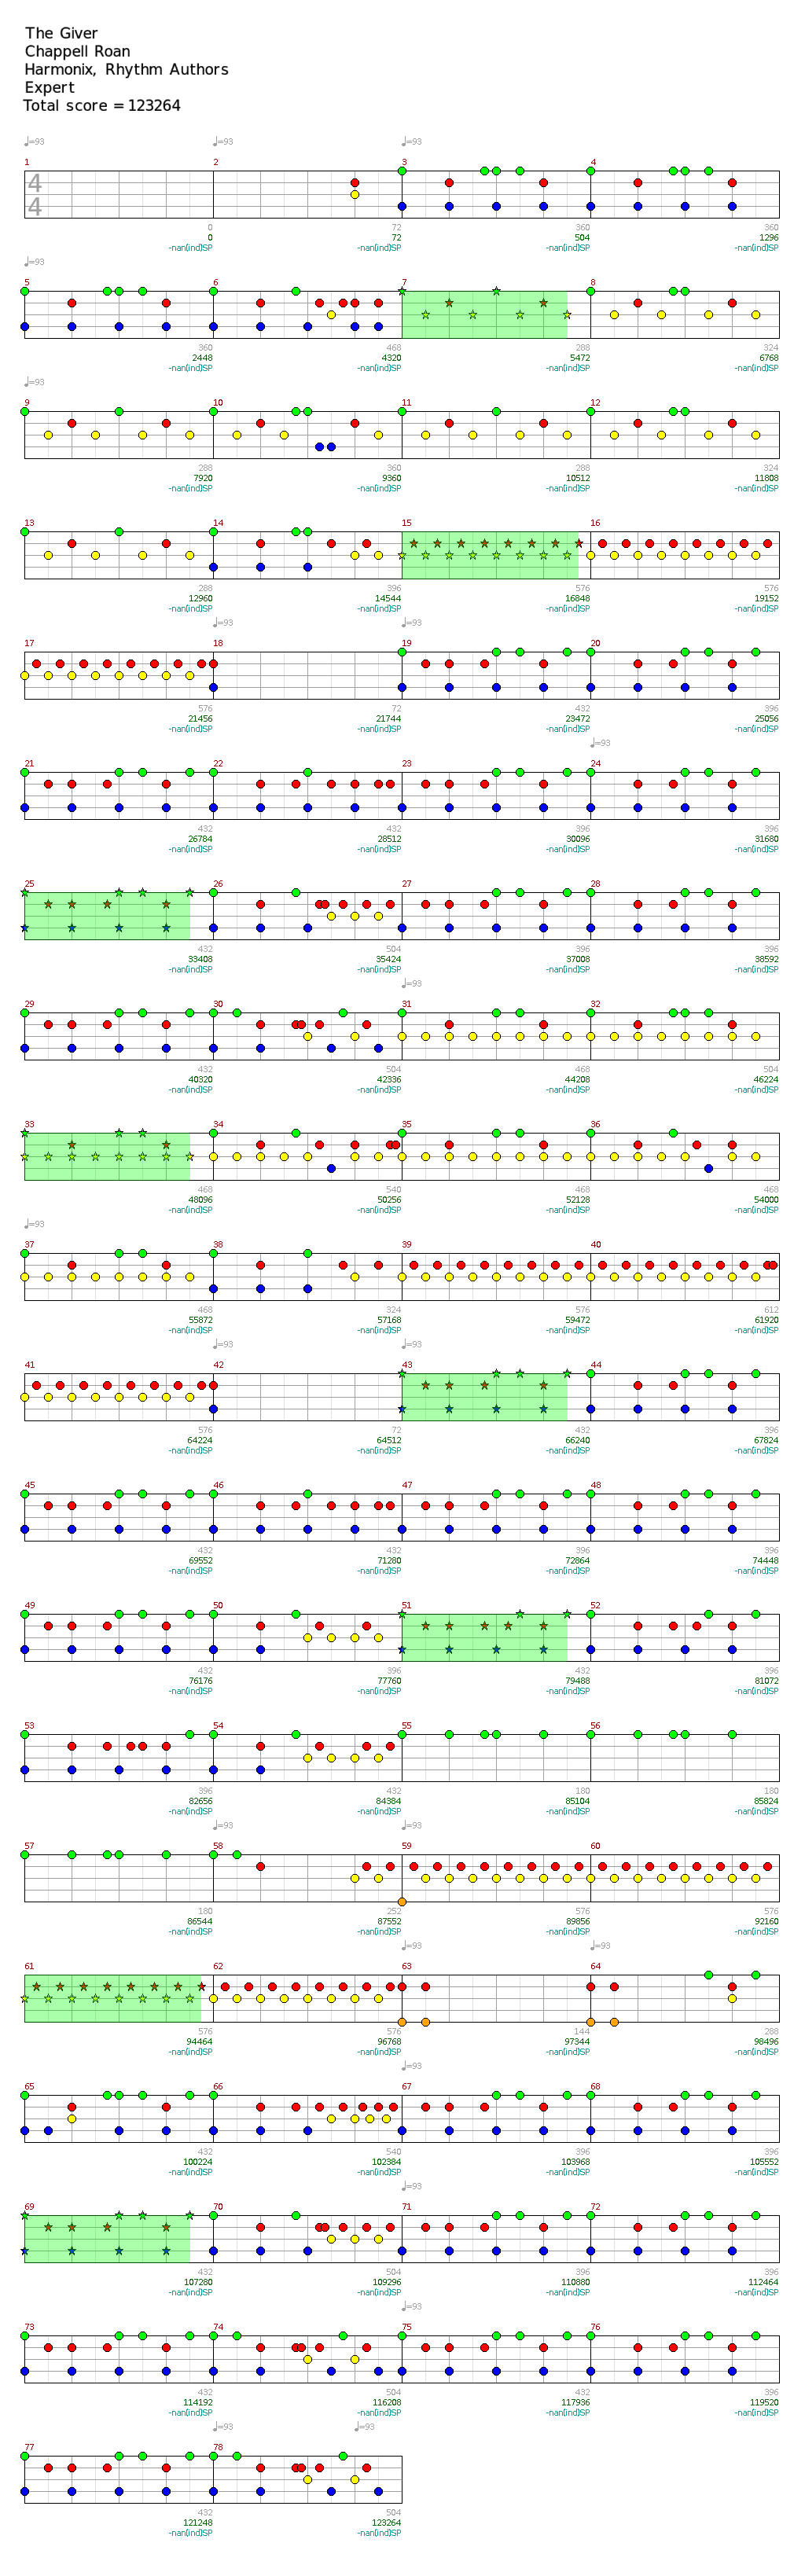 The Giver
Chappell Roan
Harmonix, Rhythm Authors
Expert
Total score = 123264
♩=93 ♩=93 ♩=93
1 2 3 4
4
4
0 72 360 360
0 72 504 1296
-nan(ind)SP -nan(ind)SP -nan(ind)SP -nan(ind)SP
♩=93
5 6 7 8
360 468 288 324
2448 4320 5472 6768
-nan(ind)SP -nan(ind)SP -nan(ind)SP -nan(ind)SP
♩=93
9 10 11 12
288 360 288 324
7920 9360 10512 11808
-nan(ind)SP -nan(ind)SP -nan(ind)SP -nan(ind)SP
13 14 15 16
288 396 576 576
12960 14544 16848 19152
-nan(ind)SP -nan(ind)SP -nan(ind)SP -nan(ind)SP
♩=93 ♩=93
17 18 19 20
576 72 432 396
21456 21744 23472 25056
-nan(ind)SP -nan(ind)SP -nan(ind)SP -nan(ind)SP
♩=93
21 22 23 24
432 432 396 396
26784 28512 30096 31680
-nan(ind)SP -nan(ind)SP -nan(ind)SP -nan(ind)SP
25 26 27 28
432 504 396 396
33408 35424 37008 38592
-nan(ind)SP -nan(ind)SP -nan(ind)SP -nan(ind)SP
♩=93
29 30 31 32
432 504 468 504
40320 42336 44208 46224
-nan(ind)SP -nan(ind)SP -nan(ind)SP -nan(ind)SP
33 34 35 36
468 540 468 468
48096 50256 52128 54000
-nan(ind)SP -nan(ind)SP -nan(ind)SP -nan(ind)SP
♩=93
37 38 39 40
468 324 576 612
55872 57168 59472 61920
-nan(ind)SP -nan(ind)SP -nan(ind)SP -nan(ind)SP
♩=93 ♩=93
41 42 43 44
576 72 432 396
64224 64512 66240 67824
-nan(ind)SP -nan(ind)SP -nan(ind)SP -nan(ind)SP
45 46 47 48
432 432 396 396
69552 71280 72864 74448
-nan(ind)SP -nan(ind)SP -nan(ind)SP -nan(ind)SP
49 50 51 52
432 396 432 396
76176 77760 79488 81072
-nan(ind)SP -nan(ind)SP -nan(ind)SP -nan(ind)SP
53 54 55 56
396 432 180 180
82656 84384 85104 85824
-nan(ind)SP -nan(ind)SP -nan(ind)SP -nan(ind)SP
♩=93 ♩=93
57 58 59 60
180 252 576 576
86544 87552 89856 92160
-nan(ind)SP -nan(ind)SP -nan(ind)SP -nan(ind)SP
♩=93 ♩=93
61 62 63 64
576 576 144 288
94464 96768 97344 98496
-nan(ind)SP -nan(ind)SP -nan(ind)SP -nan(ind)SP
♩=93
65 66 67 68
432 540 396 396
100224 102384 103968 105552
-nan(ind)SP -nan(ind)SP -nan(ind)SP -nan(ind)SP
♩=93
69 70 71 72
432 504 396 396
107280 109296 110880 112464
-nan(ind)SP -nan(ind)SP -nan(ind)SP -nan(ind)SP
♩=93
73 74 75 76
432 504 432 396
114192 116208 117936 119520
-nan(ind)SP -nan(ind)SP -nan(ind)SP -nan(ind)SP
♩=93 ♩=93
77 78
432 504
121248 123264
-nan(ind)SP -nan(ind)SP